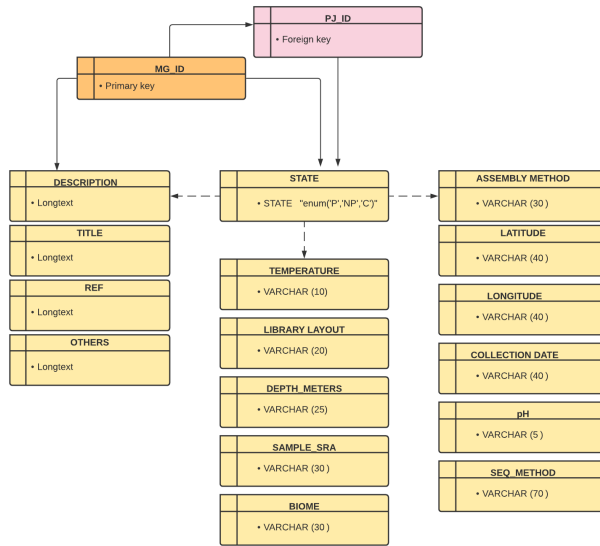 PJ_ID
• Foreign key
MG_ID
• Primary key
DESCRIPTION
• Longtext
TITLE
• Longtext
REF
• Longtext
OTHERS
• Longtext
STATE
• STATE "enum('P','NP','C')"
TEMPERATURE
• VARCHAR (10)
LIBRARY LAYOUT
• VARCHAR (20)
DEPTH_METERS
• VARCHAR (25)
SAMPLE_SRA
• VARCHAR (30 )
BIOME
• VARCHAR (30 )
ASSEMBLY METHOD
• VARCHAR (30 )
LATITUDE
• VARCHAR (40 )
LONGITUDE
• VARCHAR (40 )
COLLECTION DATE
• VARCHAR (40 )
pH
• VARCHAR (5 )
SEQ_METHOD
• VARCHAR (70 )